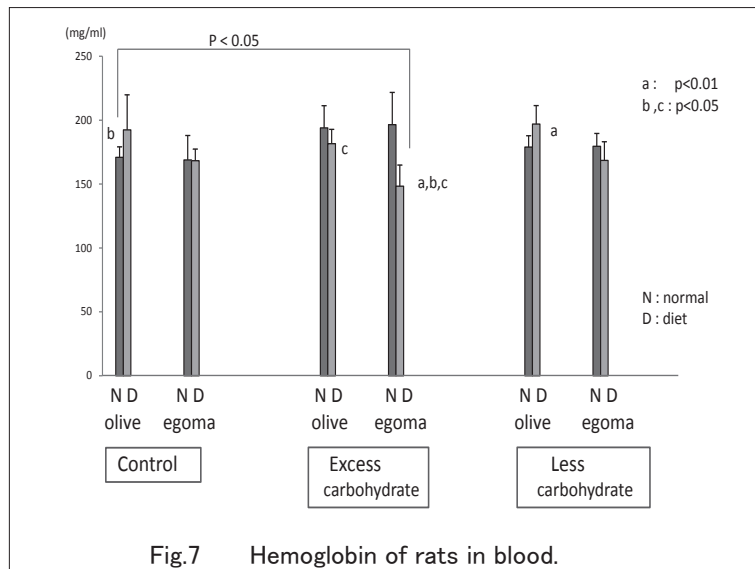 (mg/ml)
P < 0.05
250
200
150
100
50
0
a : p<0.01
b ,c : p<0.05
b
c
a,b,c
a
N : normal
D : diet
N D N D N D N D N D N D
olive egoma olive egoma olive egoma
Control
Excess
carbohydrate
Less
carbohydrate
Fig.7 Hemoglobin of rats in blood.